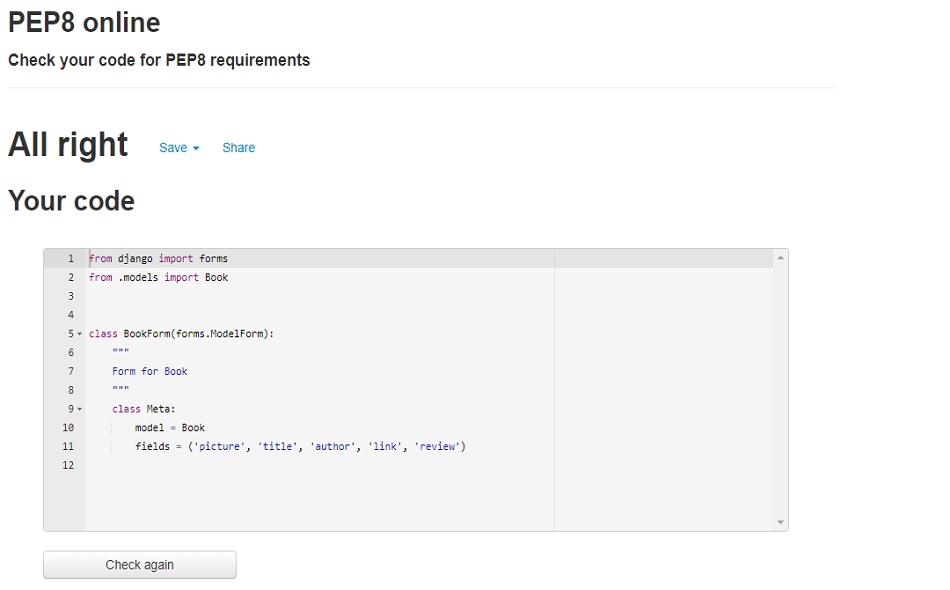 PEP8 online
Check your code for PEP8 requirements
All right Save Share
Your code
1 from django import forms
2 from .models import Book
3
4
5 class BookForm(forms.ModelForm):
6 """
7 Form for Book
8 """
9 class Meta:
10 model = Book
11 fields = ('picture', 'title', 'author', 'link', 'review')
12
Check again